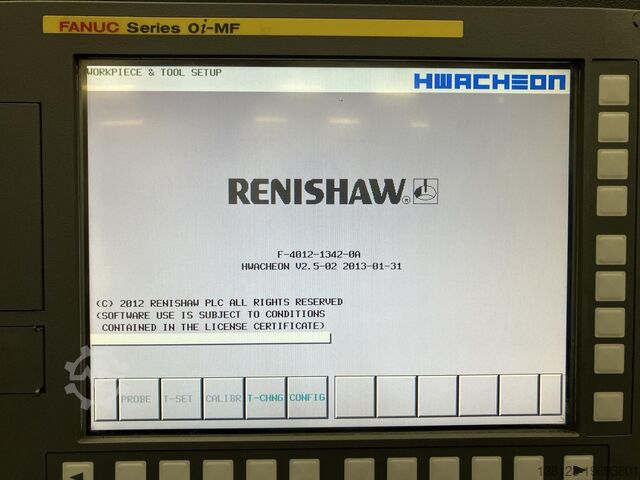 FANUC Series 0i-MF
WORKPIECE & TOOL SETUP
HWACHEON
RENISHAW®
F-4012-1342-0A
HWACHEON V2.5-02 2013-01-31
(C) 2012 RENISHAW PLC ALL RIGHTS RESERVED
(SOFTWARE USE IS SUBJECT TO CONDITIONS
CONTAINED IN THE LICENSE CERTIFICATE)
PROBE T-SET CALIBR T-CHNG CONFIG